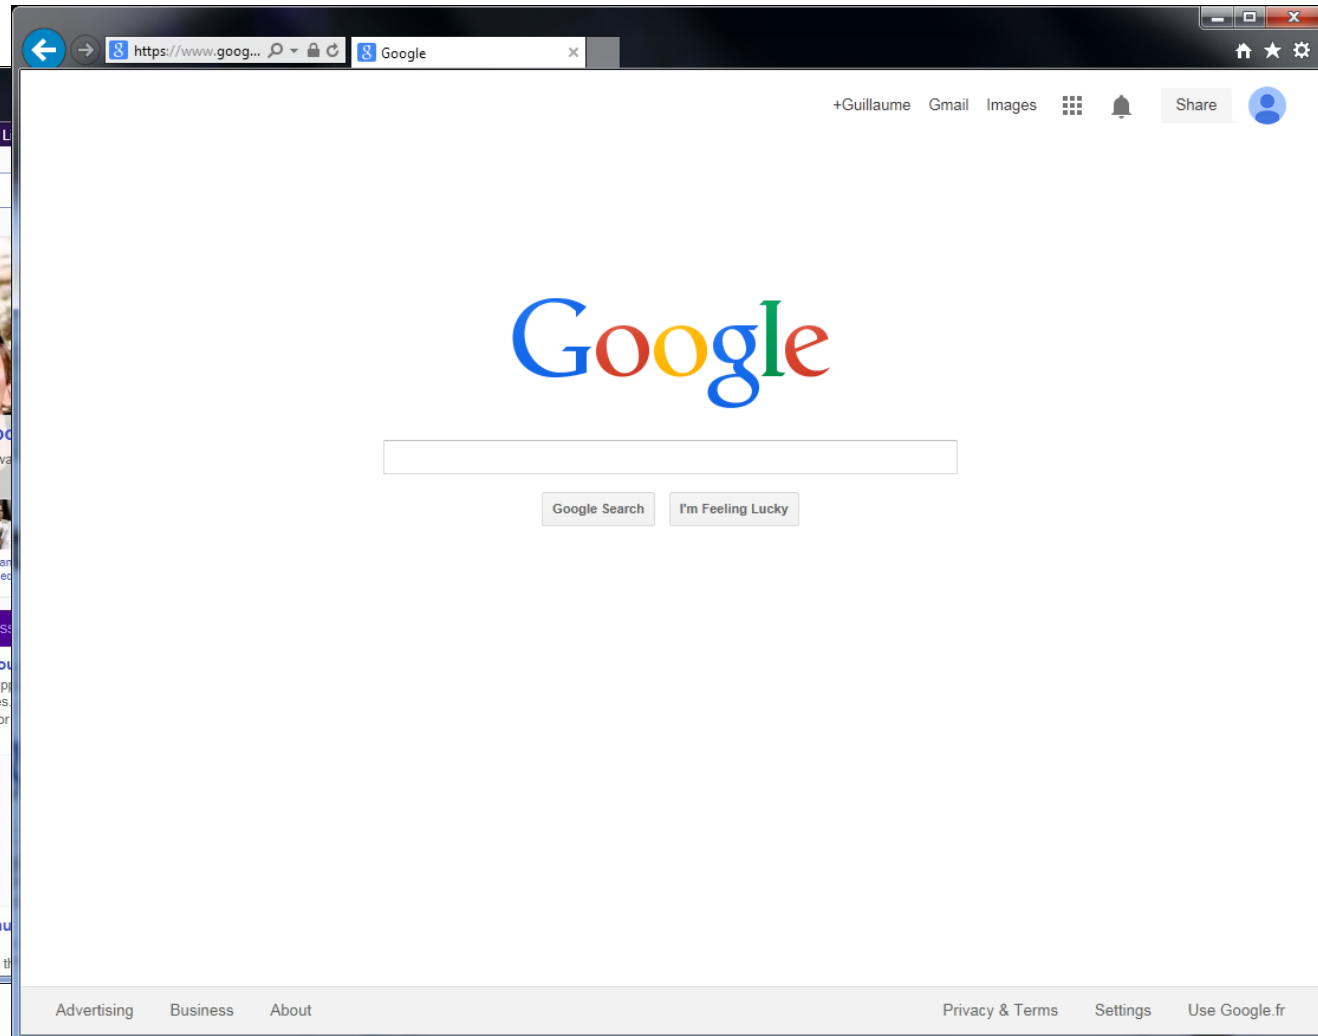 https://www.goog...
Google
+Guillaume Gmail Images Share
Google
Google Search I'm Feeling Lucky
Advertising Business About Privacy & Terms Settings Use Google.fr